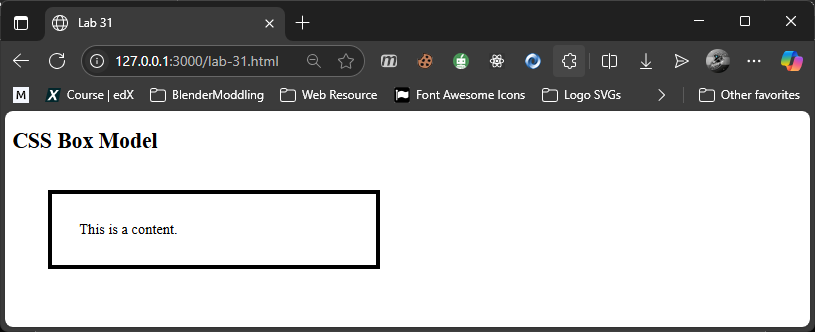 Lab 31
127.0.0.1:3000/lab-31.html
M
X Course | edX BlenderModdling Web Resource Font Awesome Icons Logo SVGs Other favorites
CSS Box Model
This is a content.